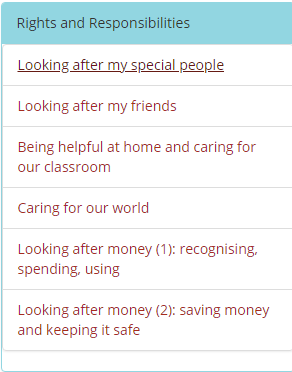 Rights and Responsibilities
Looking after my special people
Looking after my friends
Being helpful at home and caring for
our classroom
Caring for our world
Looking after money (1): recognising,
spending, using
Looking after money (2): saving money
and keeping it safe